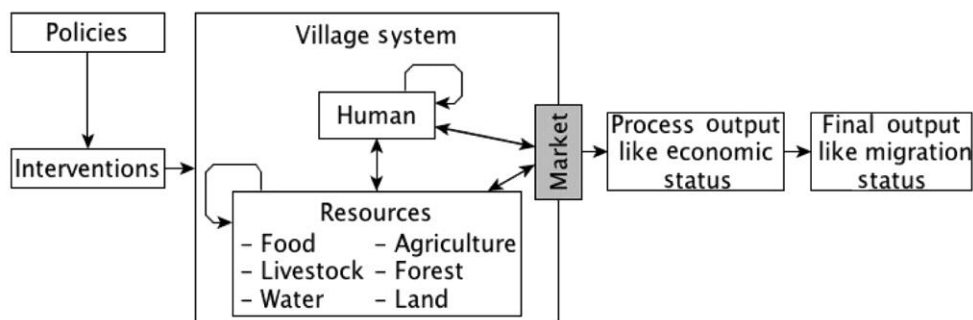 Policies
Interventions
Village system
Human
Resources
– Food
– Agriculture
– Livestock
– Forest
– Water
– Land
Market
Process output
like economic
status
Final output
like migration
status